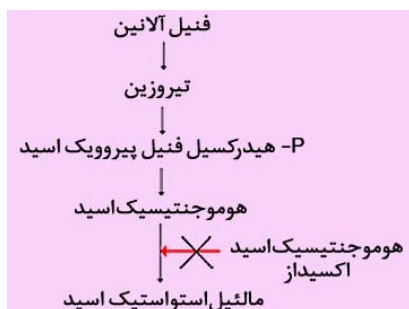 فنیل آلانین
تیروزین
P- هیدرکسیل فنیل پیروویک اسید
هوموجنتیسیک اسید
هوموجنتیسیک اسید
اکسیداز
مالئیل استواستیک اسید